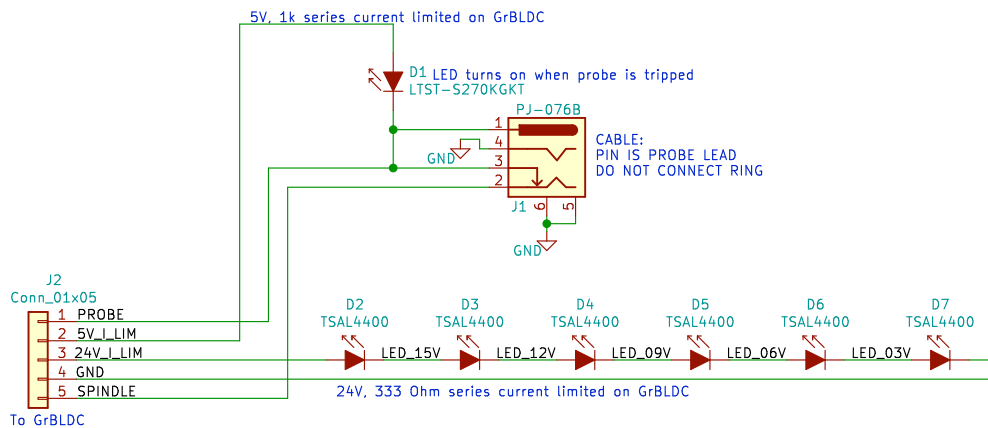 5V, 1k series current limited on GrBLDC
D1
LED turns on when probe is tripped
LTST-S270KGKT
PJ-076B
1
4
3
2
GND
CABLE:
PIN IS PROBE LEAD
DO NOT CONNECT RING
J1
6
5
GND
J2
Conn_01x05
1
PROBE
2
5V_I_LIM
3
24V_I_LIM
4
GND
5
SPINDLE
To GrBLDC
D2
TSAL4400
D3
TSAL4400
D4
TSAL4400
D5
TSAL4400
D6
TSAL4400
D7
TSAL4400
LED_15V
LED_12V
LED_09V
LED_06V
LED_03V
24V, 333 Ohm series current limited on GrBLDC